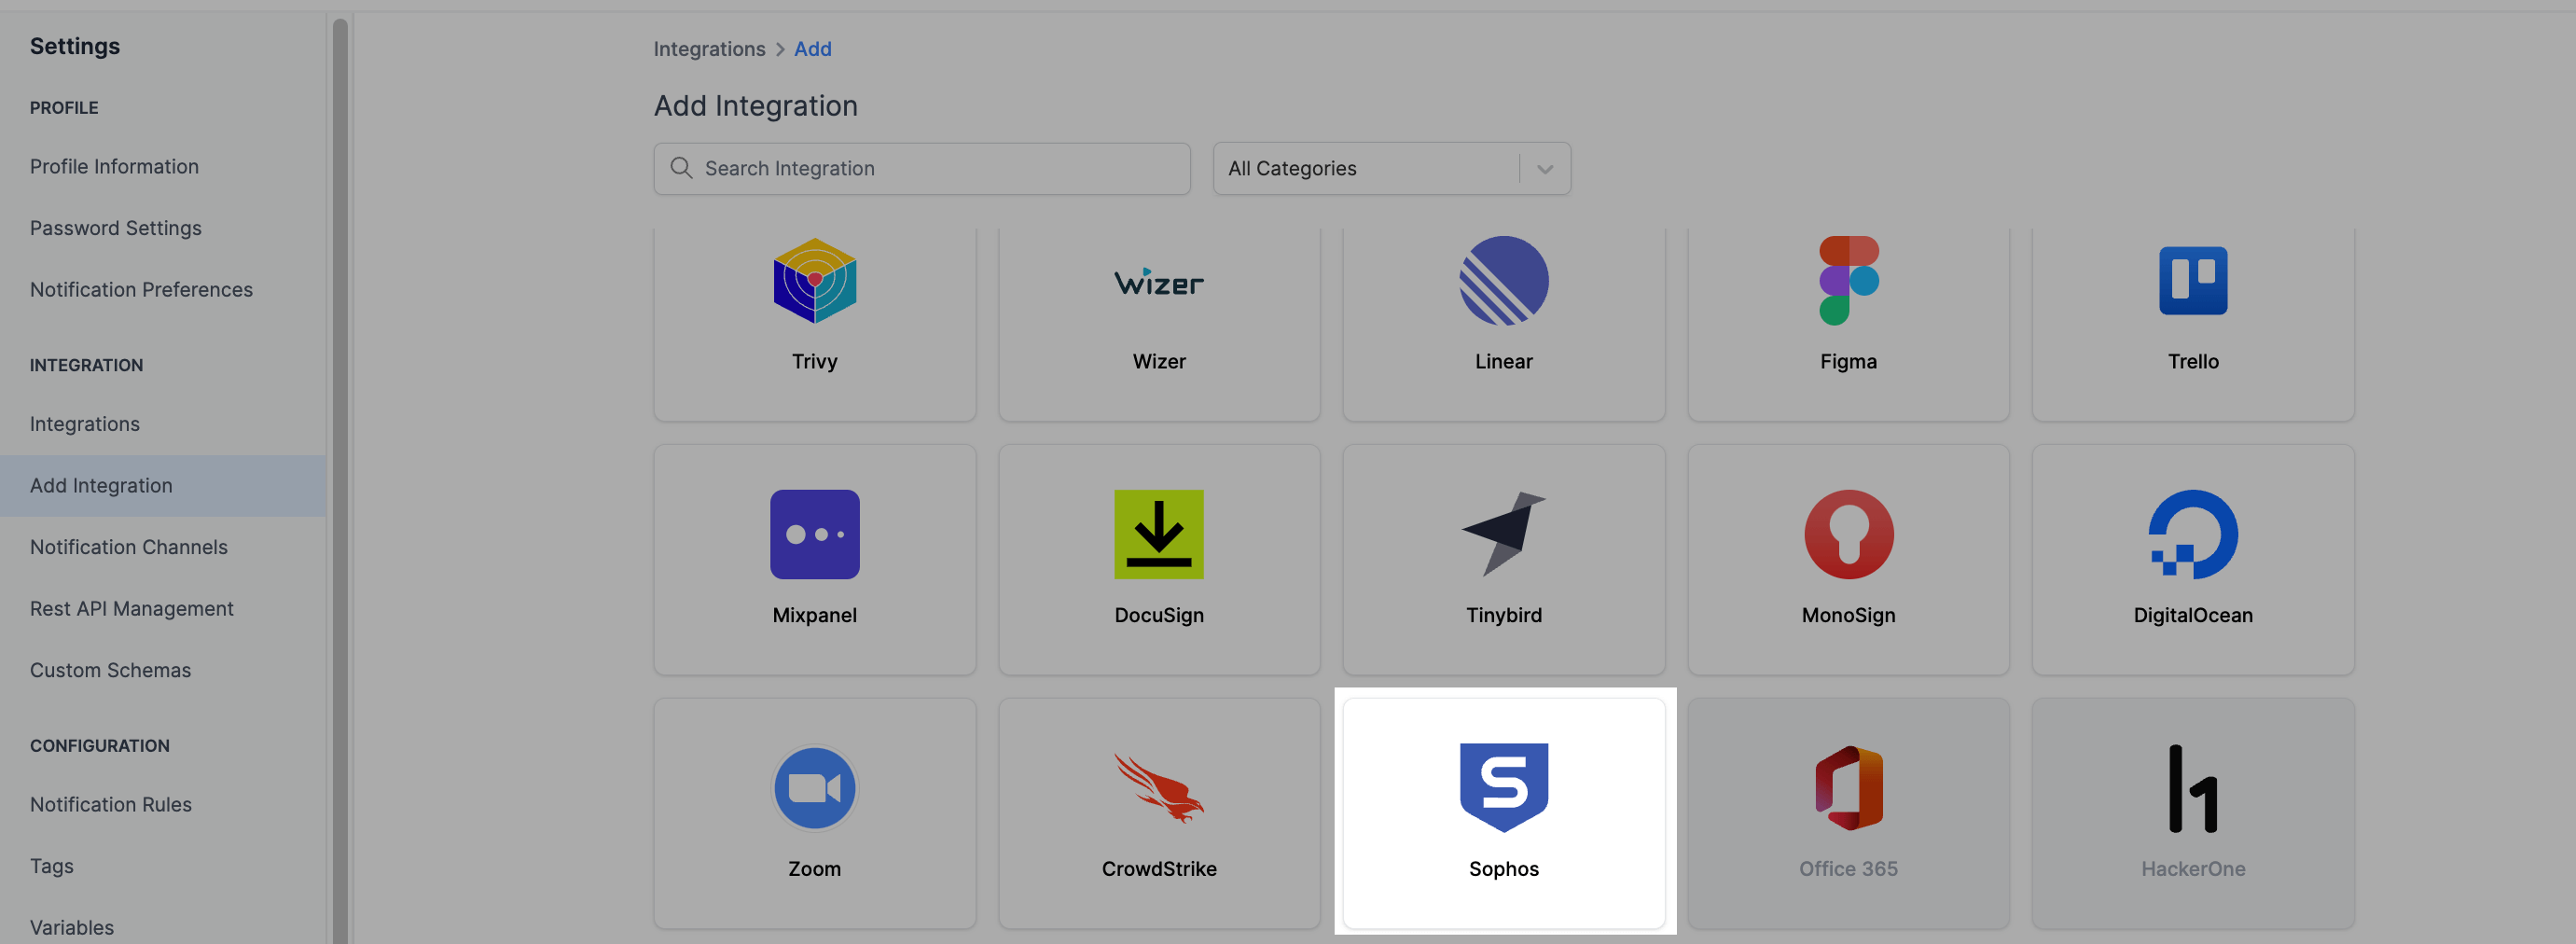 Settings
PROFILE
Profile Information
Password Settings
Notification Preferences
INTEGRATION
Integrations
Add Integration
Notification Channels
Rest API Management
Custom Schemas
CONFIGURATION
Notification Rules
Tags
Variables
Integrations > Add
Add Integration
Search Integration
All Categories
wizer
Trivy
Wizer
Linear
Figma
Trello
Mixpanel
DocuSign
Tinybird
MonoSign
DigitalOcean
S
h1
Zoom
CrowdStrike
Sophos
Office 365
HackerOne